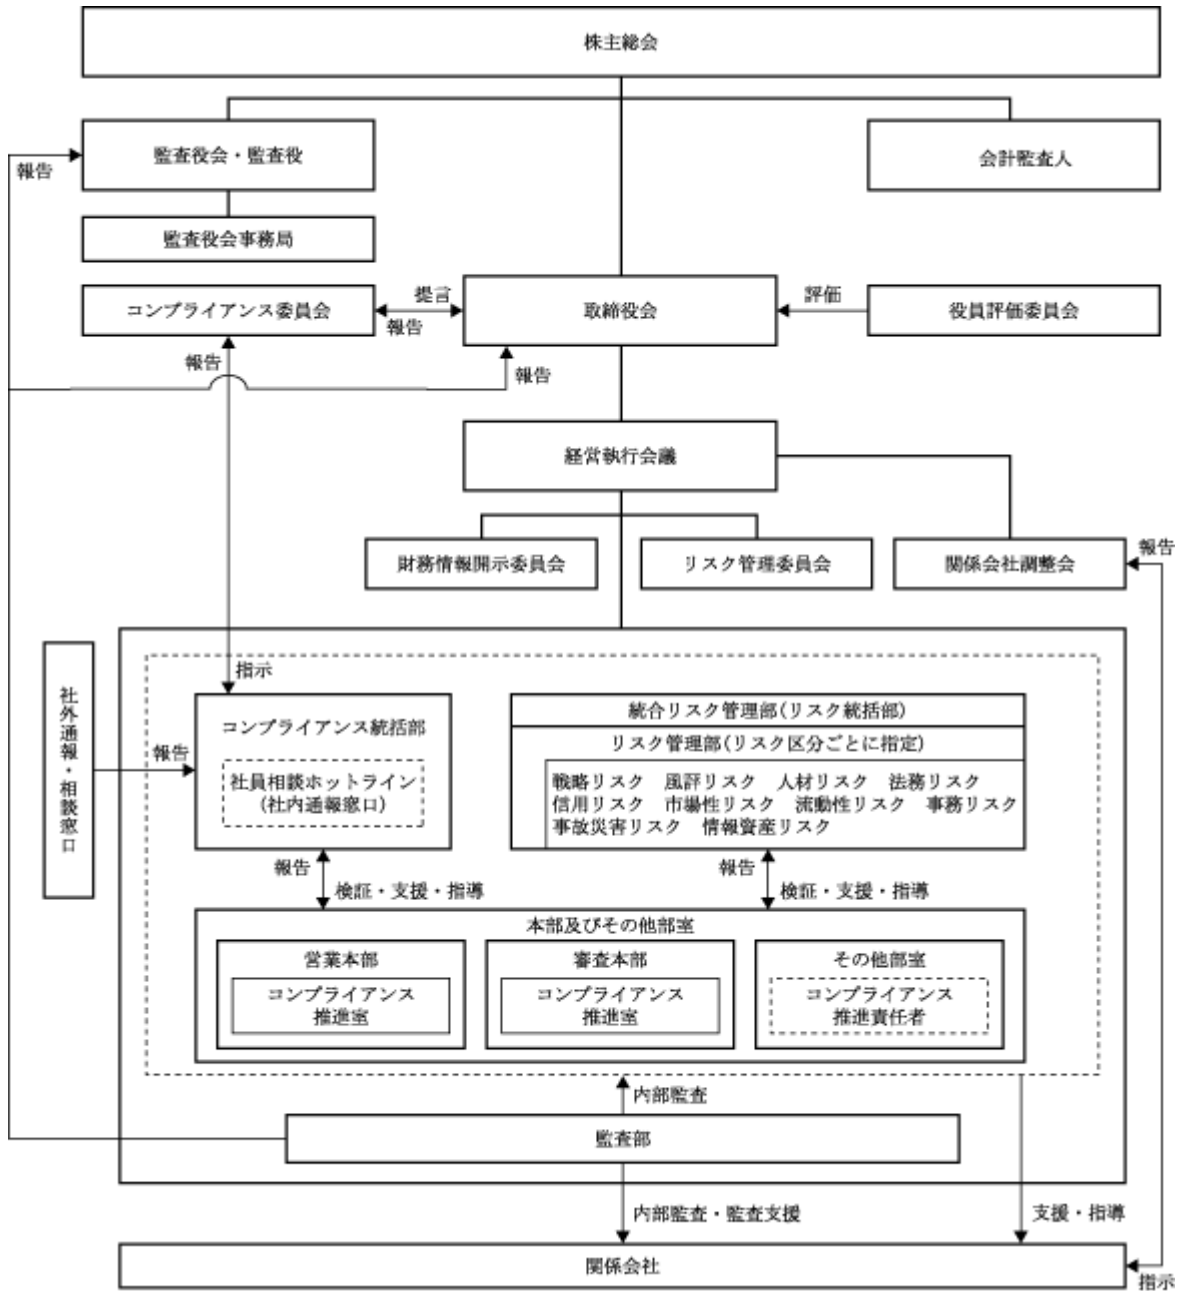 株主総会
監査役会・監査役
会計監査人
報告
監査役会事務局
コンプライアンス委員会
提言
報告
取締役会
評価
役員評価委員会
報告
報告
経営執行会議
財務情報開示委員会
リスク管理委員会
関係会社調整会
報告
社外通報・相談窓口
報告
指示
コンプライアンス統括部
社員相談ホットライン
(社内通報窓口)
統合リスク管理部(リスク統括部)
リスク管理部(リスク区分ごとに指定)
戦略リスク 風評リスク 人材リスク 法務リスク
信用リスク 市場性リスク 流動性リスク 事務リスク
事故災害リスク 情報資産リスク
報告
検証・支援・指導
報告
検証・支援・指導
本部及びその他部室
営業本部
コンプライアンス
推進室
審査本部
コンプライアンス
推進室
その他部室
コンプライアンス
推進責任者
内部監査
監査部
内部監査・監査支援
支援・指導
関係会社
指示